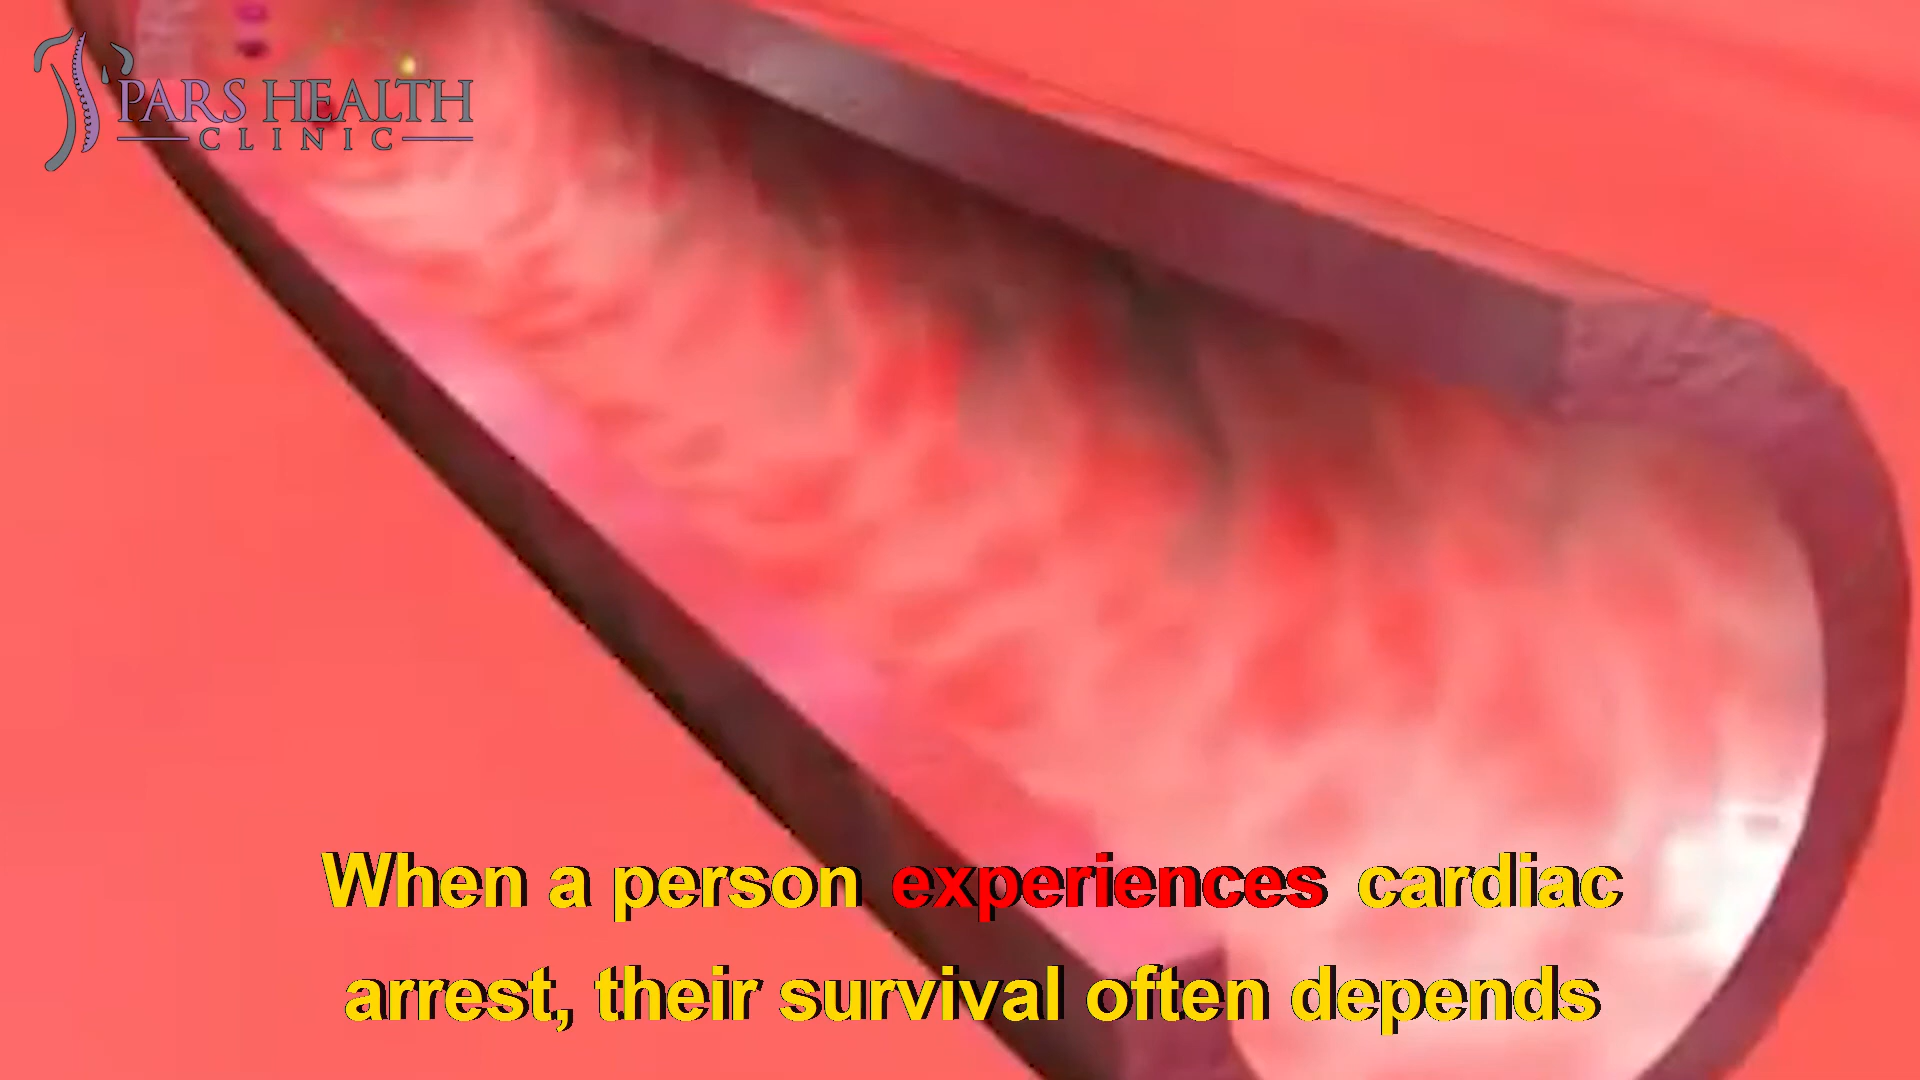 PARS HEALTH
CLINIC
When a person experiences cardiac
arrest, their survival often depends